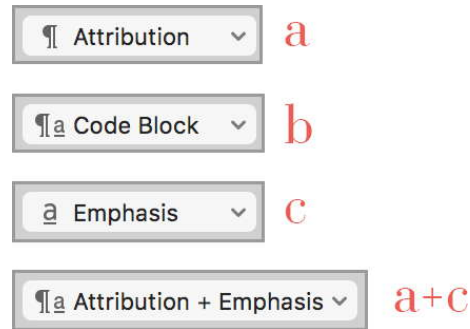 ¶ Attribution a
¶a Code Block b
a Emphasis c
¶a Attribution + Emphasis a+c